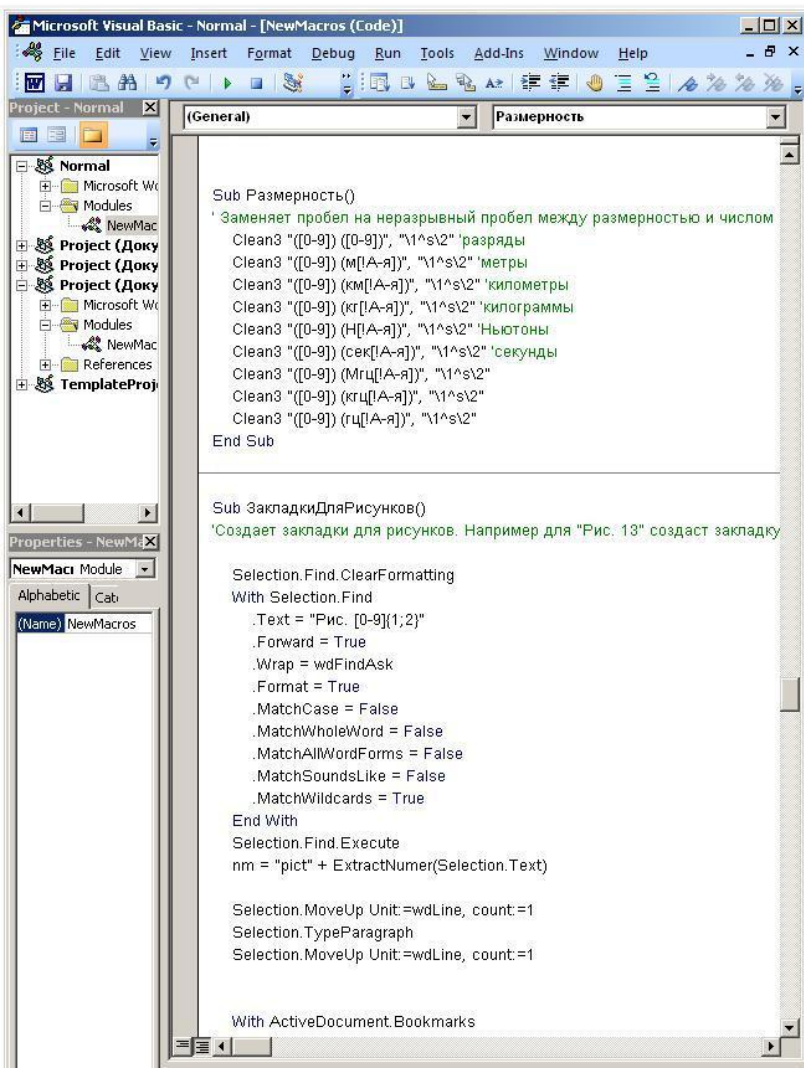 Microsoft Visual Basic - Normal - [NewMacros (Code)]
File Edit View Insert Format Debug Run Tools Add-Ins Window Help
Project - Normal
(General) Размерность
Normal
Microsoft Wo
Modules
NewMac
Project (Доку
Project (Доку
Project (Доку
Microsoft Wo
Modules
NewMac
References
TemplateProj
Properties - NewMa
NewMacı Module
Alphabetic Cat
(Name) NewMacros
Sub Размерность()
' Заменяет пробел на неразрывный пробел между размерностью и числом
Clean3 "([0-9]) ([0-9])", "\1^s\2" 'разряды
Clean3 "([0-9]) (м[!А-я])", "\1^s\2" 'метры
Clean3 "([0-9]) (км[!А-я])", "\1^s\2" 'километры
Clean3 "([0-9]) (кг[!А-я])", "\1^s\2" 'килограммы
Clean3 "([0-9]) (Н[!А-я])", "\1^s\2" 'Ньютоны
Clean3 "([0-9]) (сек[!А-я])", "\1^s\2" 'секунды
Clean3 "([0-9]) (Мгц[!А-я])", "\1^s\2"
Clean3 "([0-9]) (кгц[!А-я])", "\1^s\2"
Clean3 "([0-9]) (гц[!А-я])", "\1^s\2"
End Sub
Sub ЗакладкиДляРисунков()
'Создает закладки для рисунков. Например для "Рис. 13" создаст закладку
Selection.Find.ClearFormatting
With Selection.Find
.Text = "Рис. [0-9]{1;2}"
.Forward = True
.Wrap = wdFindAsk
.Format = True
.MatchCase = False
.MatchWholeWord = False
.MatchAllWordForms = False
.MatchSoundsLike = False
.MatchWildcards = True
End With
Selection.Find.Execute
nm = "pict" + ExtractNumer(Selection.Text)
Selection.MoveUp Unit:=wdLine, count:=1
Selection.TypeParagraph
Selection.MoveUp Unit:=wdLine, count:=1
With ActiveDocument.Bookmarks